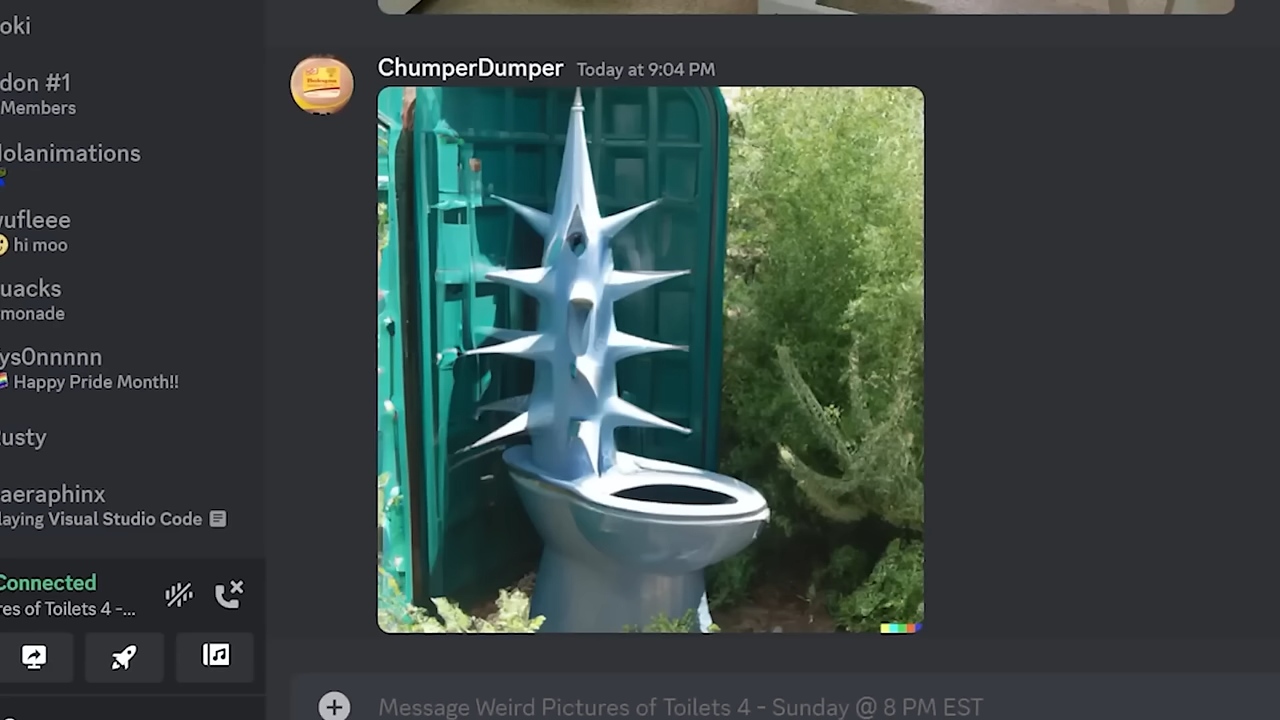 oki
don #1
Members
olanimations
ufleee
hi moo
uacks
monade
ys0nnnnn
Happy Pride Month!!
usty
aeraphinx
laying Visual Studio Code
Connected
res of Toilets 4 -...
ChumperDumper Today at 9:04 PM
Message Weird Pictures of Toilets 4 - Sunday @ 8 PM EST